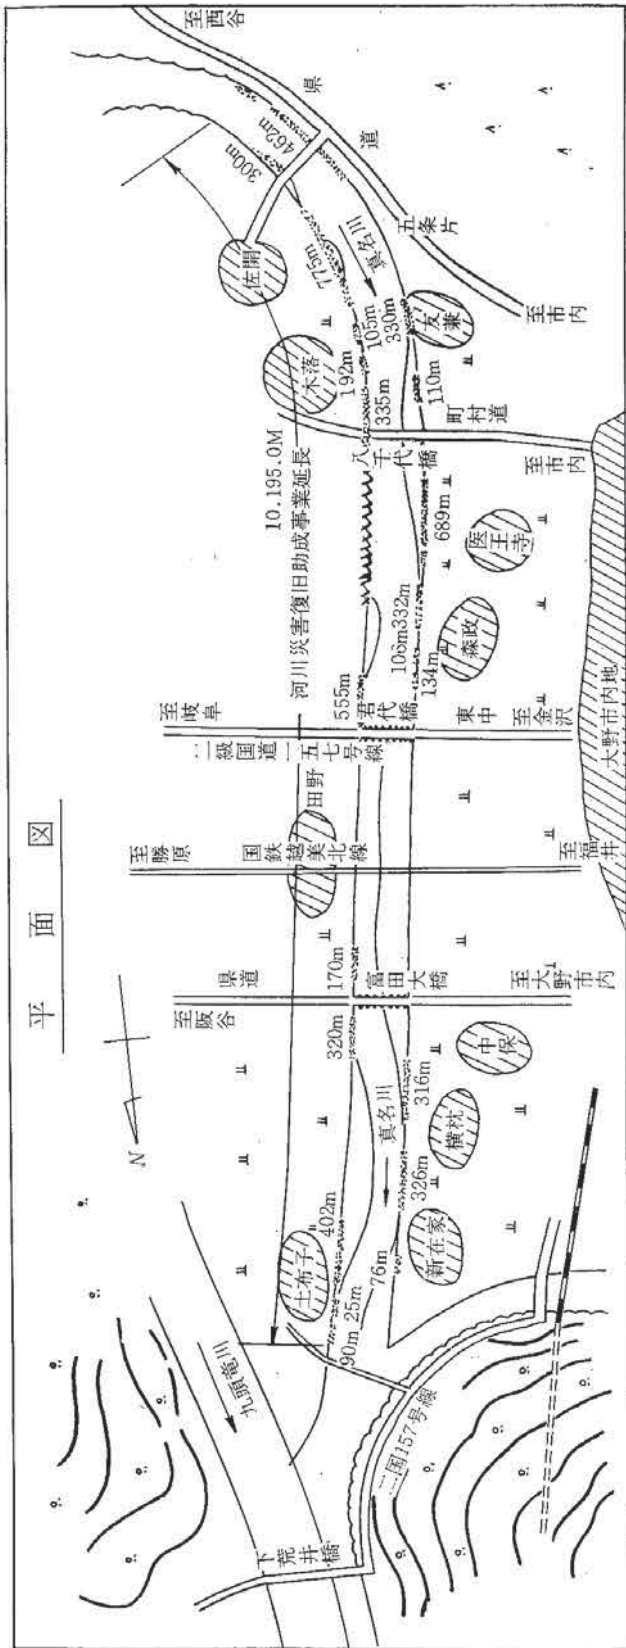 平面図
N
九頭竜川
下荒井橋
二国157号線
土布子
402m
25m
90m
76m
新在家
326m
横枕
316m
中保
真名川
320m
170m
県道
至阪谷
富田大橋
至大野市内
至勝原
国鉄越美北線
至福井
田野
至岐阜
二級国道一五七号線
君代橋
東中
至金沢
555m
河川災害復旧助成事業延長
10.195.0M
134m
106m332m
森政
医王寺
大野市内地
689m
八千代橋
町村道
至市内
335m
192m
木落
110m
友兼
330m
105m
775m
佐開
真名川
300m
462m
至西谷
県道
五条片
至市内